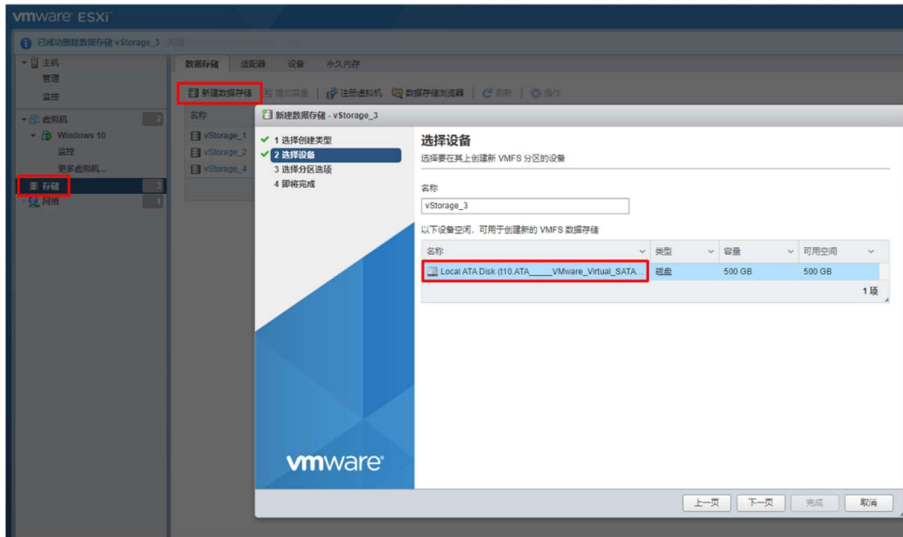 vmware ESXi
已成功删除数据存储 vStorage_3
主机
管理
监控
虚拟机 2
Windows 10
监控
更多虚拟机...
存储 3
网络 1
数据存储 适配器 设备 永久内存
新建数据存储 增加容量 注册虚拟机 数据存储浏览器 刷新 操作
名称
vStorage_1
vStorage_2
vStorage_4
新建数据存储 - vStorage_3
1 选择创建类型
2 选择设备
3 选择分区选项
4 即将完成
vmware
选择设备
选择要在其上创建新 VMFS 分区的设备
名称
vStorage_3
以下设备空闲，可用于创建新的 VMFS 数据存储
名称 类型 容量 可用空间
Local ATA Disk (t10.ATA_____VMware_Virtual_SATA... 磁盘 500 GB 500 GB
1 项
上一页 下一页 完成 取消